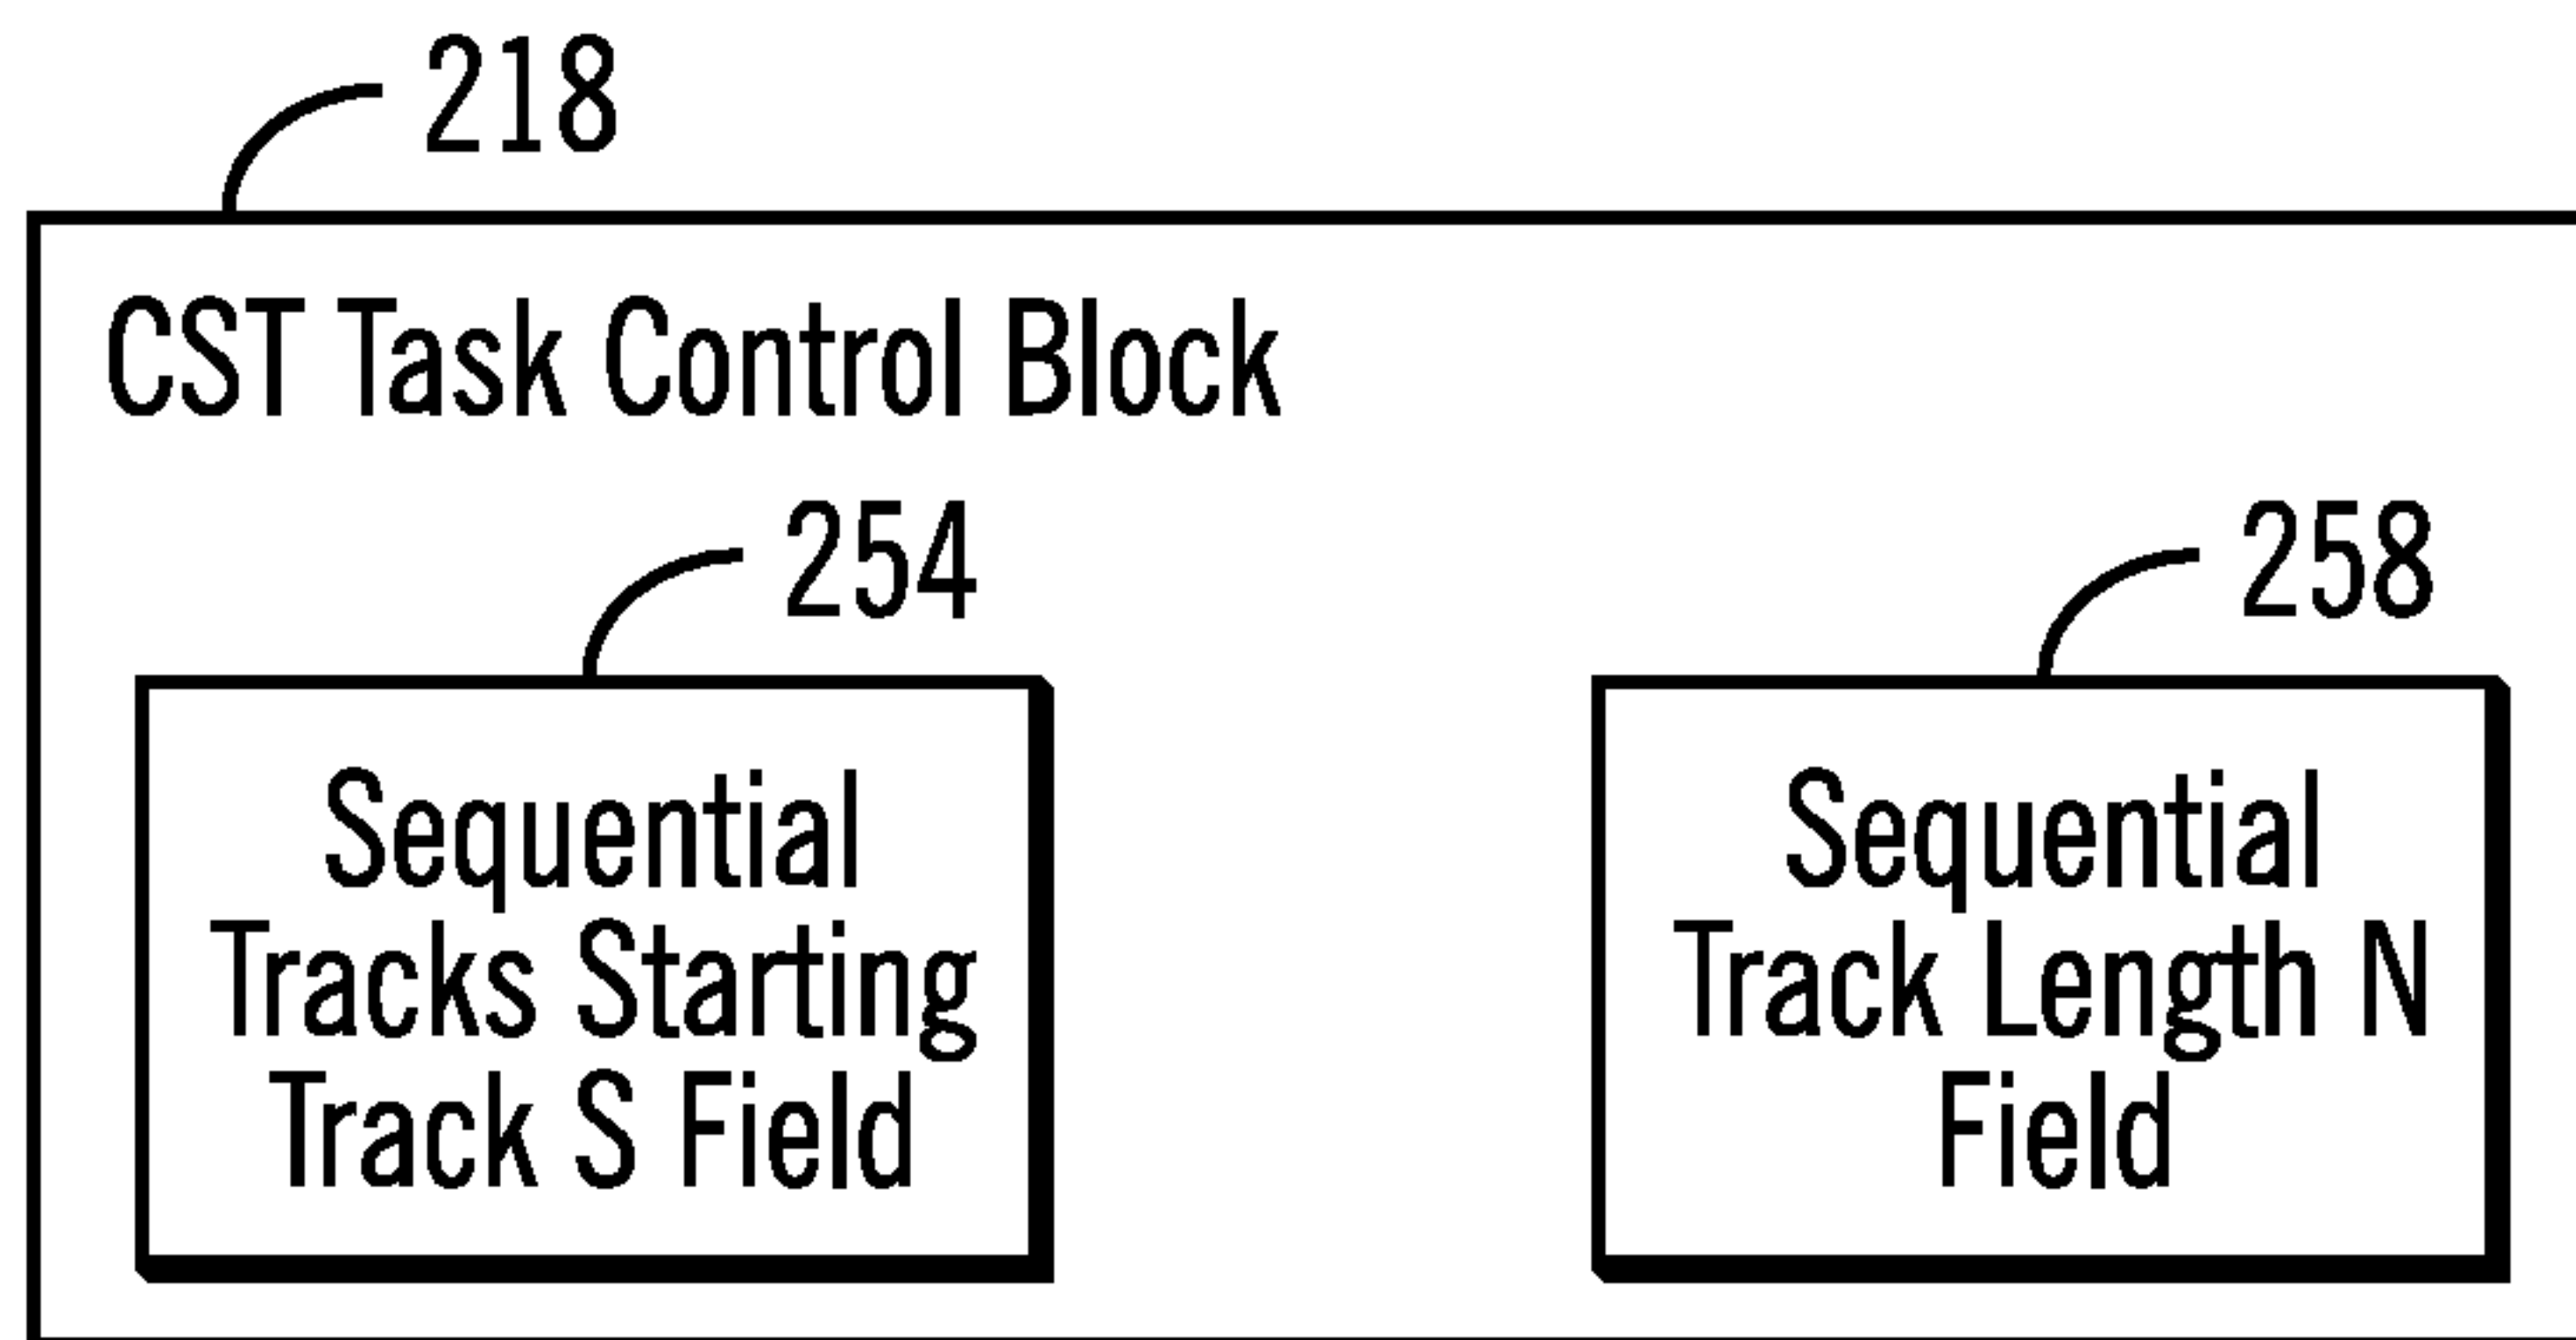 218
CST Task Control Block
254
258
Sequential
Tracks Starting
Track S Field
Sequential
Track Length N
Field